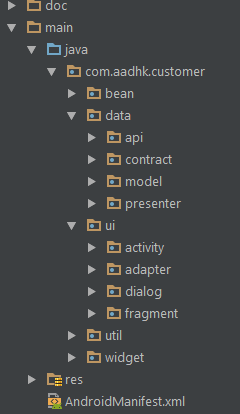 doc
main
java
com.aadhk.customer
bean
data
api
contract
model
presenter
ui
activity
adapter
dialog
fragment
util
widget
res
AndroidManifest.xml